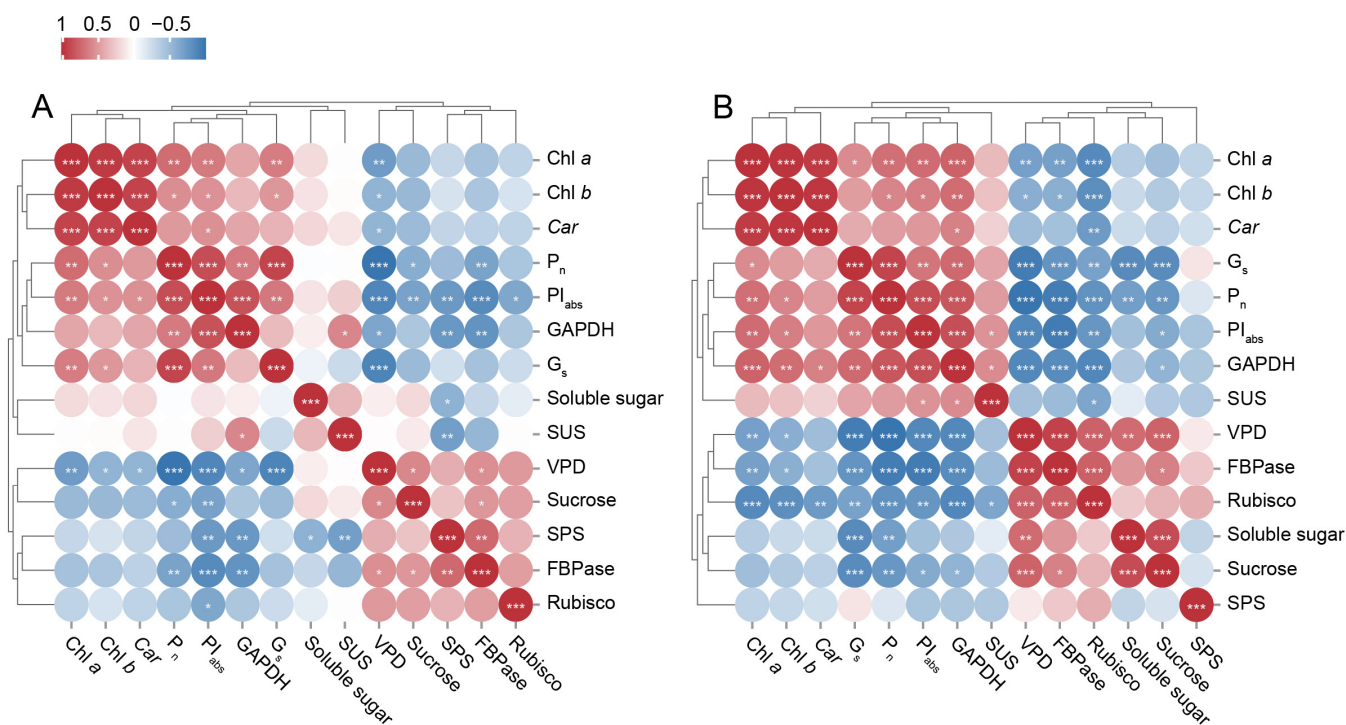 1 0.5 0 −0.5
A
B
*** *** *** ** ** ** ** Chl a
*** *** *** * * * * Chl b
*** *** *** * * Car
** * *** *** ** *** *** * ** Pn
** * * *** *** *** ** *** ** ** *** * PIabs
** *** *** * * ** ** GAPDH
** * *** ** *** *** Gs
*** * Soluble sugar
* *** ** SUS
** * * *** *** * *** *** * * VPD
* ** * *** * Sucrose
** ** * ** *** ** SPS
** *** ** * * ** *** FBPase
* *** Rubisco
Chl a Chl b Car Pn PIabs GAPDH Gs Soluble sugar SUS VPD Sucrose SPS FBPase Rubisco
*** *** *** * ** ** *** ** ** *** Chl a
*** *** *** * * ** * * *** Chl b
*** *** *** * ** Car
* *** *** ** ** *** *** ** *** *** Gs
** * *** *** *** *** *** *** *** ** ** Pn
** * ** *** *** *** * *** *** ** * PIabs
*** ** * ** *** *** *** * *** *** *** * GAPDH
* * *** * SUS
** * *** *** *** *** *** *** *** ** *** VPD
** * *** *** *** *** *** *** *** * FBPase
*** *** ** ** *** ** *** * *** *** *** Rubisco
*** ** ** *** *** Soluble sugar
*** ** * * *** * *** *** Sucrose
*** SPS
Chl a Chl b Car Gs Pn PIabs GAPDH SUS VPD FBPase Rubisco Soluble sugar Sucrose SPS